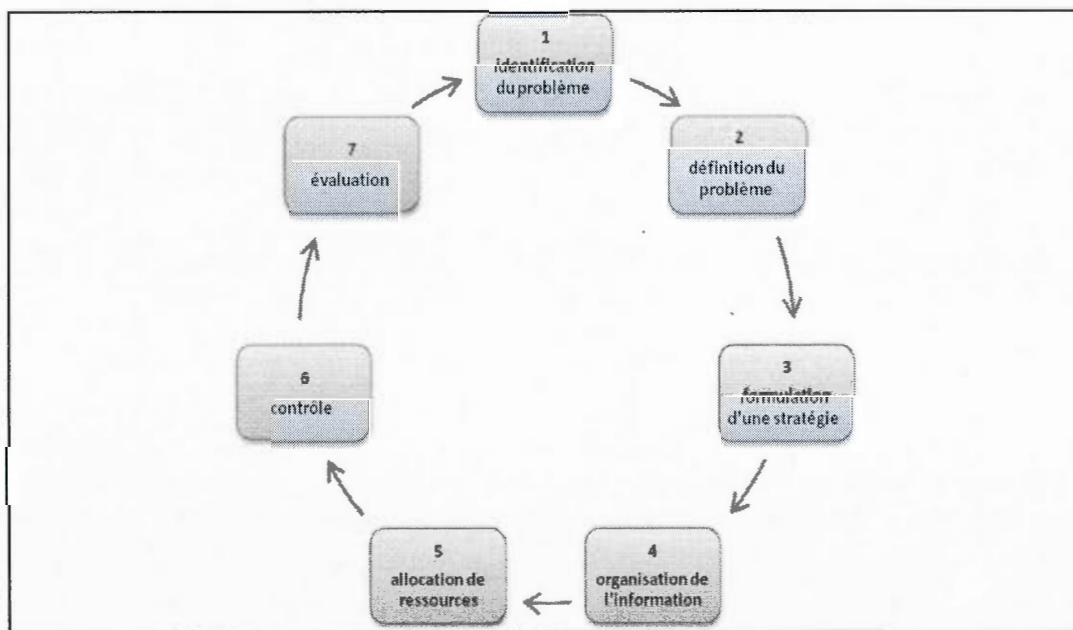 1
identification
du problème
2
définition du
problème
3
formulation
d'une stratégie
4
organisation de
l'information
5
allocation de
ressources
6
contrôle
7
évaluation